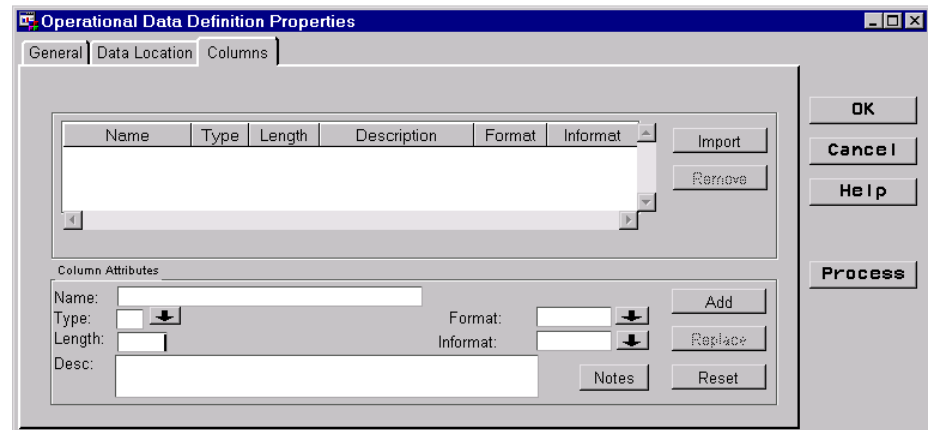 Operational Data Definition Properties
General Data Location Columns
Name Type Length Description Format Informat
Import
Remove
OK
Cancel
Help
Process
Column Attributes
Name:
Type:
Length:
Desc:
Format:
Informat:
Add
Replace
Notes Reset